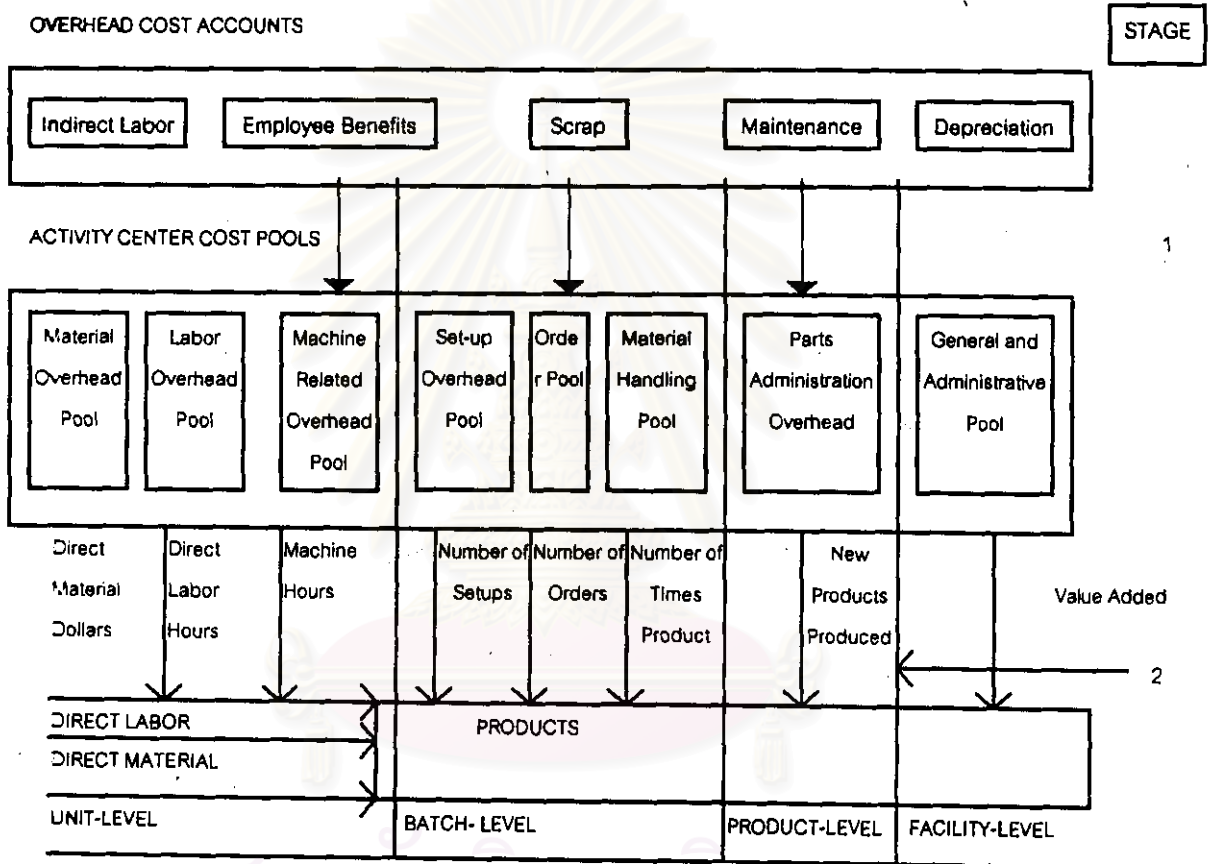 OVERHEAD COST ACCOUNTS
STAGE
Indirect Labor
Employee Benefits
Scrap
Maintenance
Depreciation
ACTIVITY CENTER COST POOLS
1
Material
Overhead
Pool
Labor
Overhead
Pool
Machine
Related
Overhead
Pool
Set-up
Overhead
Pool
Orde
r Pool
Material
Handling
Pool
Parts
Administration
Overhead
General and
Administrative
Pool
Direct
Material
Dollars
Direct
Labor
Hours
Machine
Hours
Number of
Setups
Number of
Orders
Number of
Times
Product
New
Products
Produced
Value Added
2
DIRECT LABOR
PRODUCTS
DIRECT MATERIAL
UNIT-LEVEL
BATCH- LEVEL
PRODUCT-LEVEL
FACILITY-LEVEL